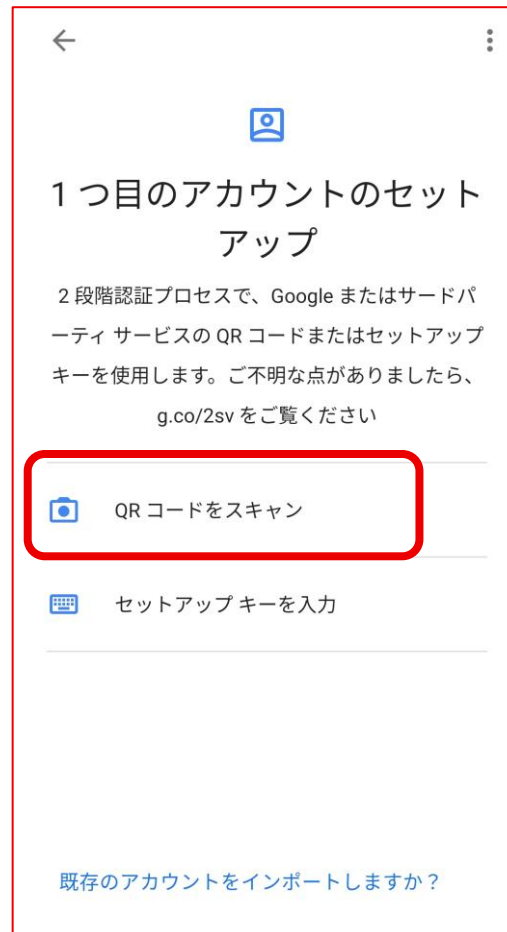 1 つ目のアカウントのセット
アップ
2 段階認証プロセスで、Google またはサードパ
ーティ サービスの QR コードまたはセットアップ
キーを使用します。ご不明な点がありましたら、
g.co/2sv をご覧ください
QR コードをスキャン
セットアップ キーを入力
既存のアカウントをインポートしますか？